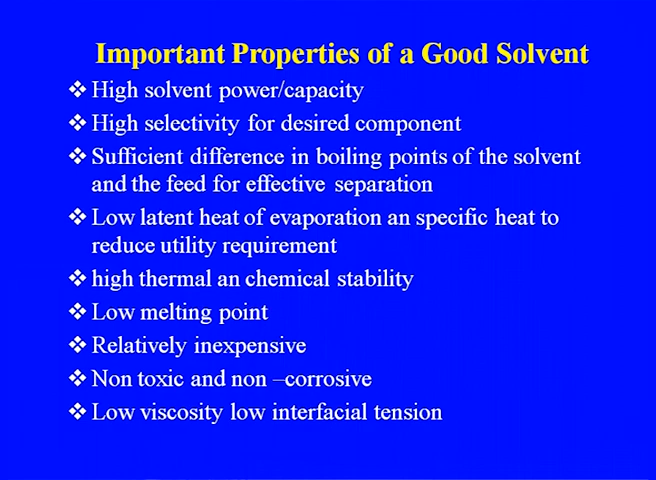 Important Properties of a Good Solvent
❖ High solvent power/capacity
❖ High selectivity for desired component
❖ Sufficient difference in boiling points of the solvent
and the feed for effective separation
❖ Low latent heat of evaporation an specific heat to
reduce utility requirement
❖ high thermal an chemical stability
❖ Low melting point
❖ Relatively inexpensive
❖ Non toxic and non –corrosive
❖ Low viscosity low interfacial tension